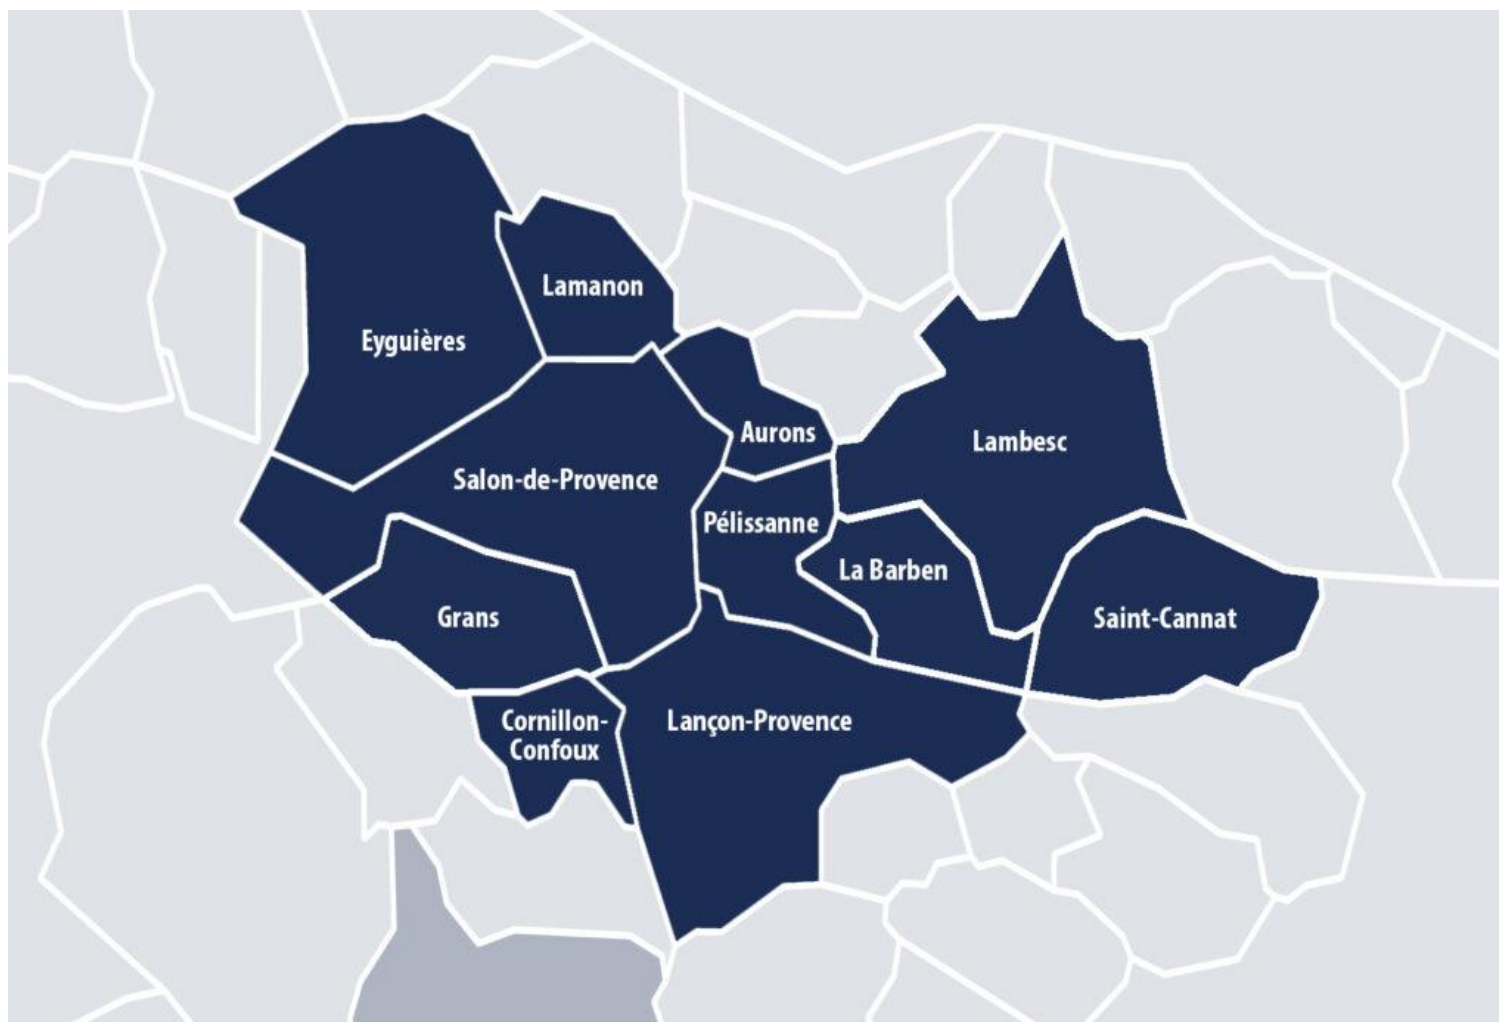 Lamanon
Eyguières
Aurons
Lambesc
Salon-de-Provence
Pélissanne
La Barben
Grans
Saint-Cannat
Cornillon-
Confoux
Lançon-Provence